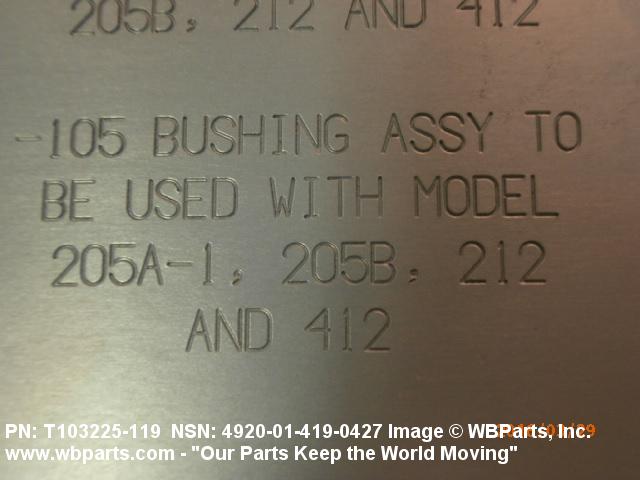 205B, 212 AND 412
-105 BUSHING ASSY TO
BE USED WITH MODEL
205A-1, 205B, 212
AND 412
PN: T103225-119 NSN: 4920-01-419-0427 Image © WBParts, Inc.
www.wbparts.com - "Our Parts Keep the World Moving"